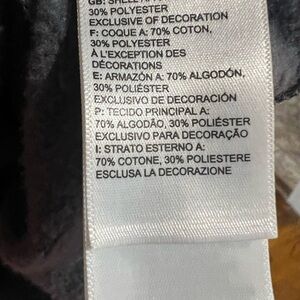 30% POLYESTER
EXCLUSIVE OF DECORATION
F: COQUE A: 70% COTON,
30% POLYESTER
À L'EXCEPTION DES
DÉCORATIONS
E: ARMAZÓN A: 70% ALGODÓN,
30% POLIÉSTER
EXCLUSIVO DE DECORACIÓN
P: TECIDO PRINCIPAL A:
70% ALGODÃO, 30% POLIÉSTER
EXCLUSIVO PARA DECORAÇÃO
I: STRATO ESTERNO A:
70% COTONE, 30% POLIESTERE
ESCLUSA LA DECORAZIONE